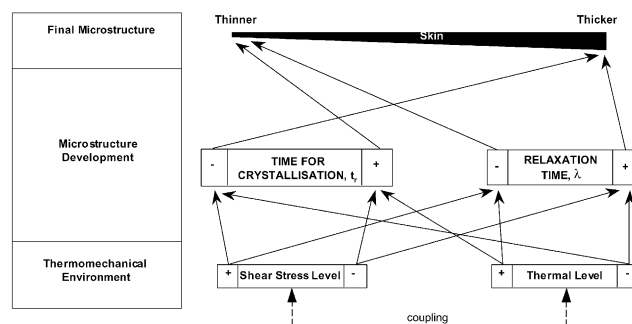 Thinner
Thicker
Final Microstructure
Skin
Microstructure
Development
-
TIME FOR
CRYSTALLISATION, tr
+
-
RELAXATION
TIME, λ
+
Thermomechanical
Environment
+
Shear Stress Level
-
+
Thermal Level
-
coupling